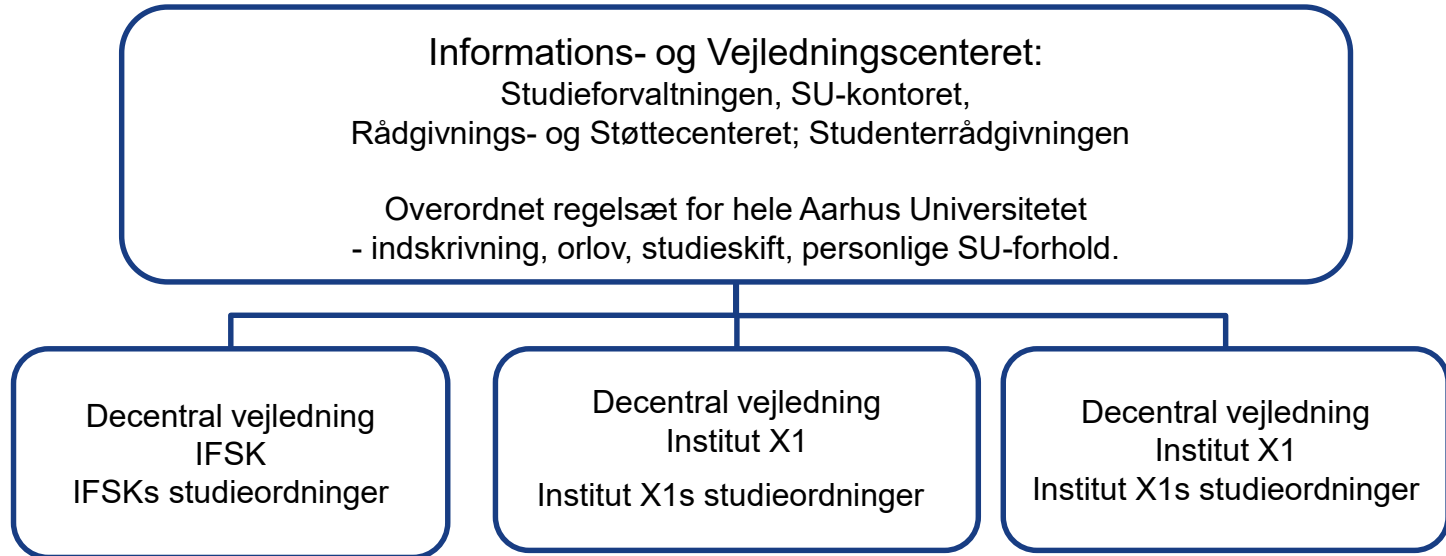 Informations- og Vejledningscenteret:
Studieforvaltningen, SU-kontoret,
Rådgivnings- og Støttecenteret; Studenterrådgivningen
Overordnet regelsæt for hele Aarhus Universitetet
- indskrivning, orlov, studieskift, personlige SU-forhold.
Decentral vejledning
IFSK
IFSKs studieordninger
Decentral vejledning
Institut X1
Institut X1s studieordninger
Decentral vejledning
Institut X1
Institut X1s studieordninger